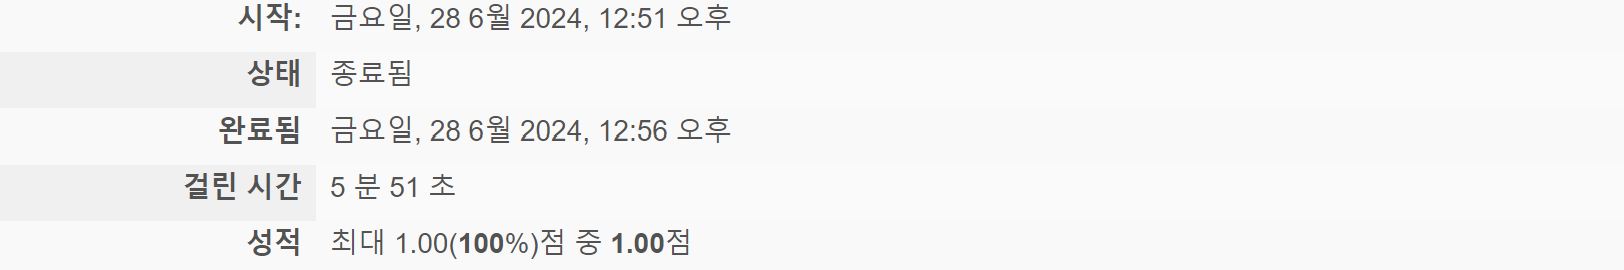 시작: 금요일, 28 6월 2024, 12:51 오후
상태 종료됨
완료됨 금요일, 28 6월 2024, 12:56 오후
걸린 시간 5 분 51 초
성적 최대 1.00(100%)점 중 1.00점